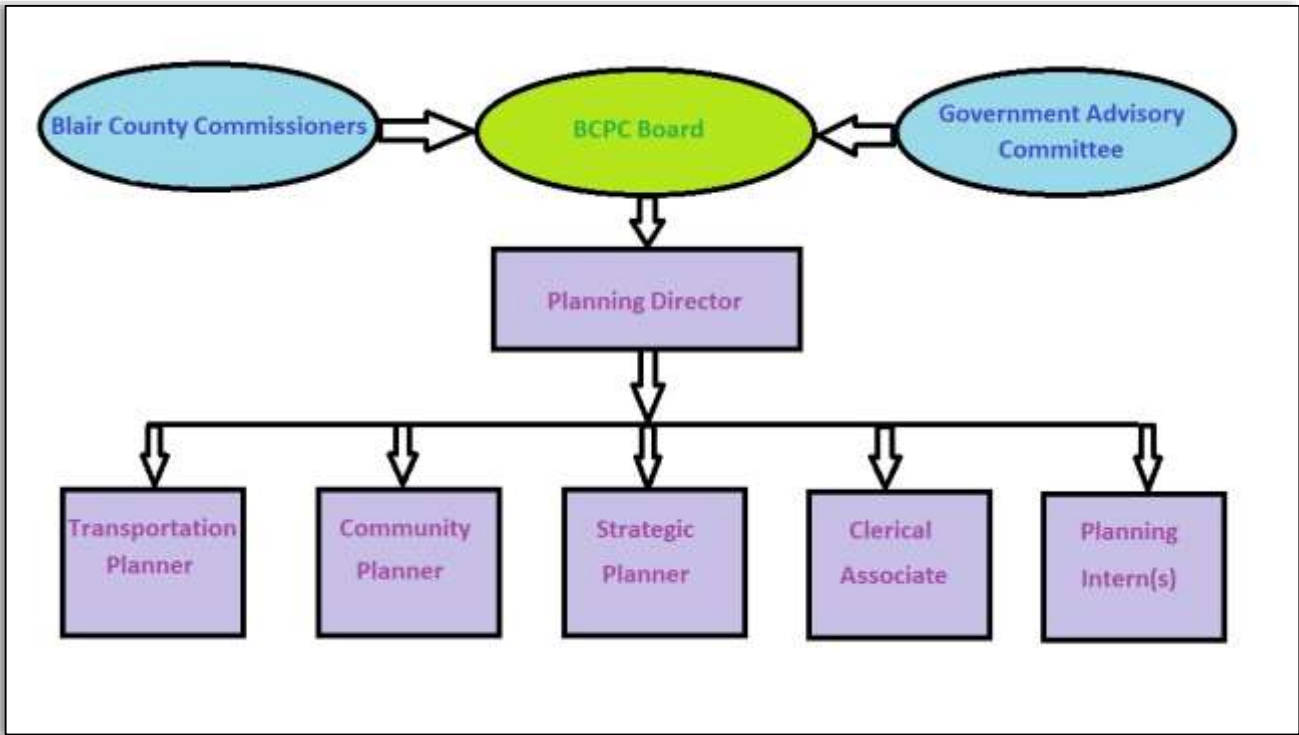 Blair County Commissioners
BCPC Board
Government Advisory
Committee
Planning Director
Transportation
Planner
Community
Planner
Strategic
Planner
Clerical
Associate
Planning
Intern(s)